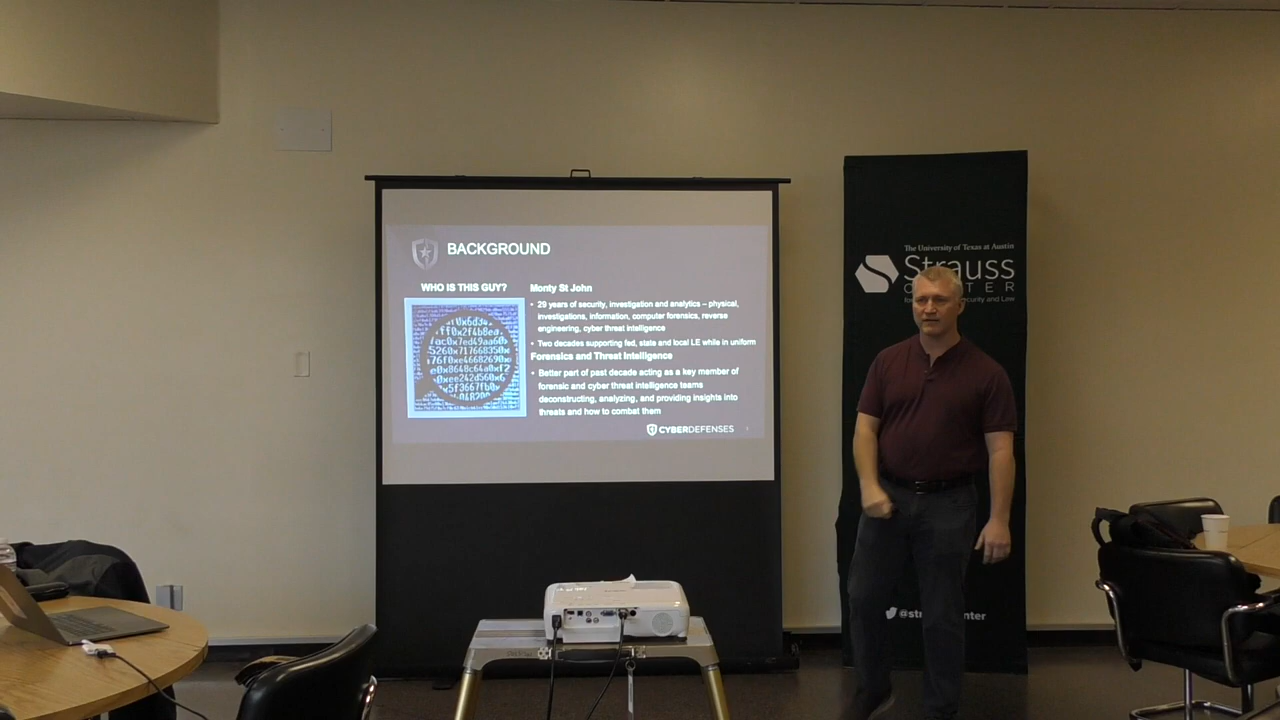 BACKGROUND
WHO IS THIS GUY?
Monty St John
• 29 years of security, investigation and analytics – physical,
investigations, information, computer forensics, reverse
engineering, cyber threat intelligence
• Two decades supporting fed, state and local LE while in uniform
Forensics and Threat Intelligence
• Better part of past decade acting as a key member of
forensic and cyber threat intelligence teams
deconstructing, analyzing, and providing insights into
threats and how to combat them
CYBERDEFENSES
The University of Texas at Austin
Strauss
security and Law